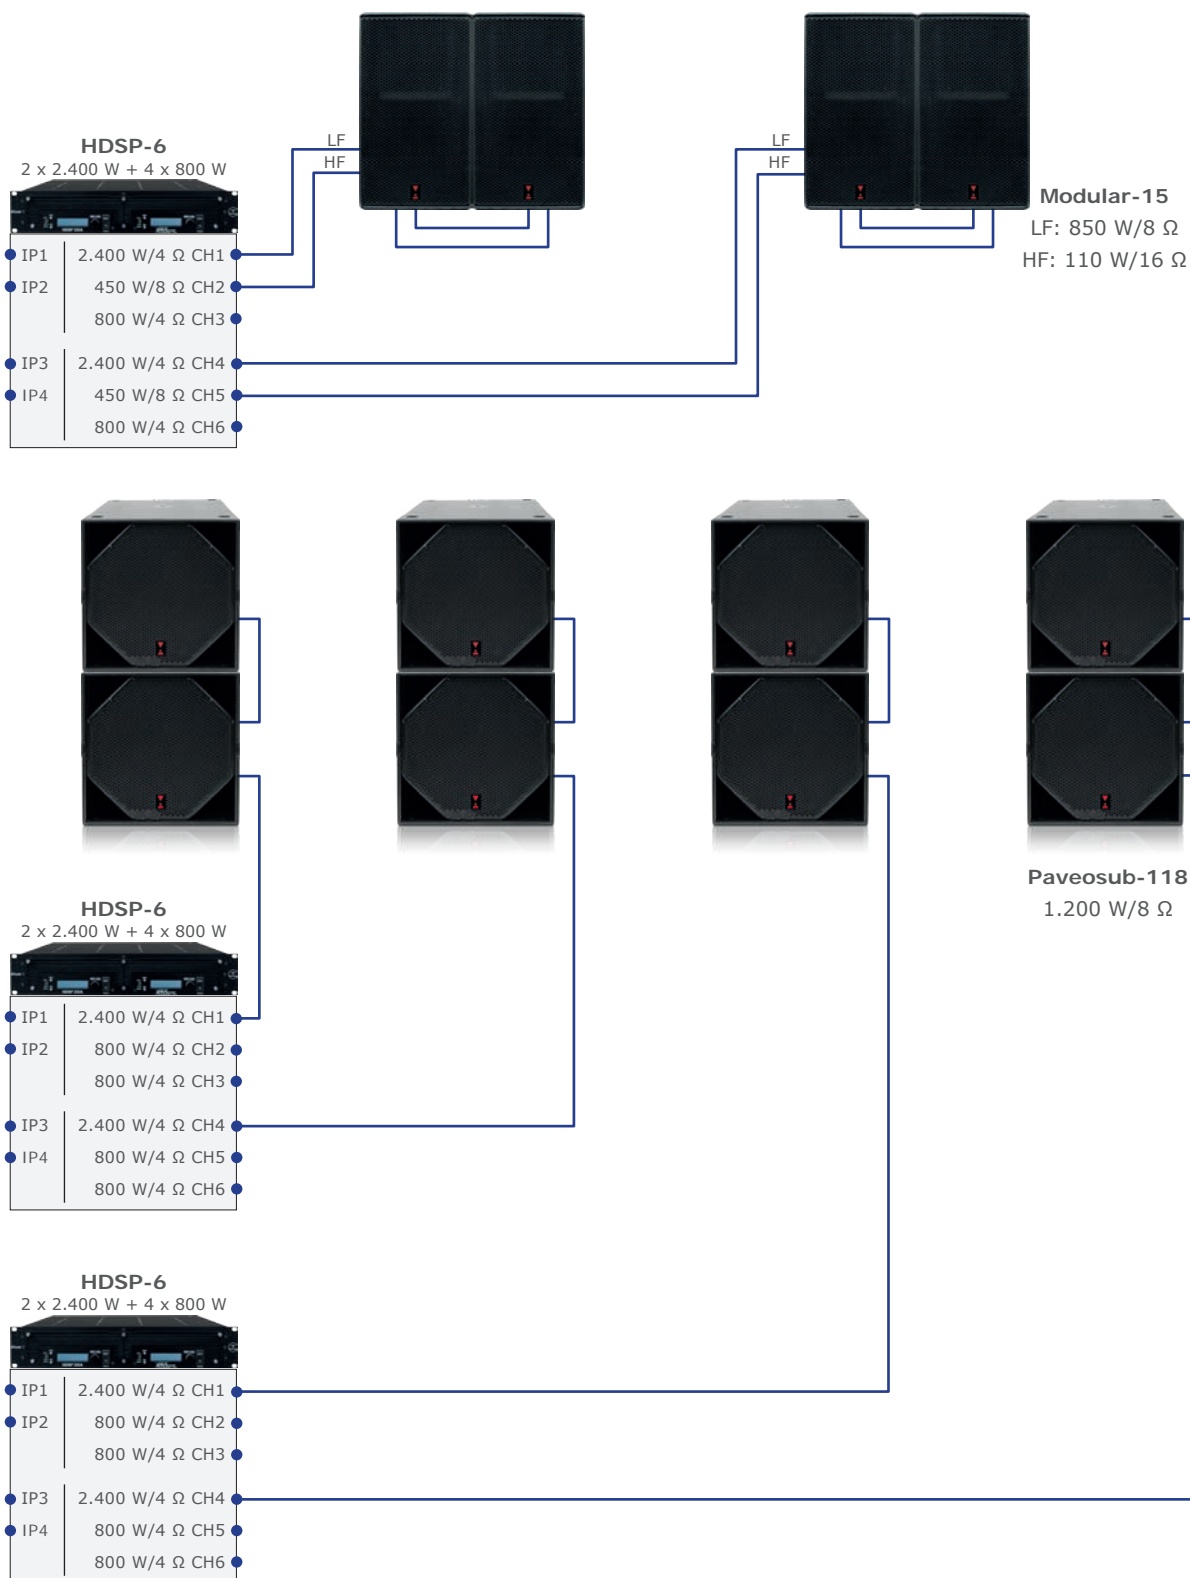 LF
HF
LF
HF
HDSP-6
2 x 2.400 W + 4 x 800 W
Modular-15
LF: 850 W/8 Ω
HF: 110 W/16 Ω
IP1 2.400 W/4 Ω CH1
IP2 450 W/8 Ω CH2
800 W/4 Ω CH3
IP3 2.400 W/4 Ω CH4
IP4 450 W/8 Ω CH5
800 W/4 Ω CH6
Paveosub-118
1.200 W/8 Ω
HDSP-6
2 x 2.400 W + 4 x 800 W
IP1 2.400 W/4 Ω CH1
IP2 800 W/4 Ω CH2
800 W/4 Ω CH3
IP3 2.400 W/4 Ω CH4
IP4 800 W/4 Ω CH5
800 W/4 Ω CH6
HDSP-6
2 x 2.400 W + 4 x 800 W
IP1 2.400 W/4 Ω CH1
IP2 800 W/4 Ω CH2
800 W/4 Ω CH3
IP3 2.400 W/4 Ω CH4
IP4 800 W/4 Ω CH5
800 W/4 Ω CH6